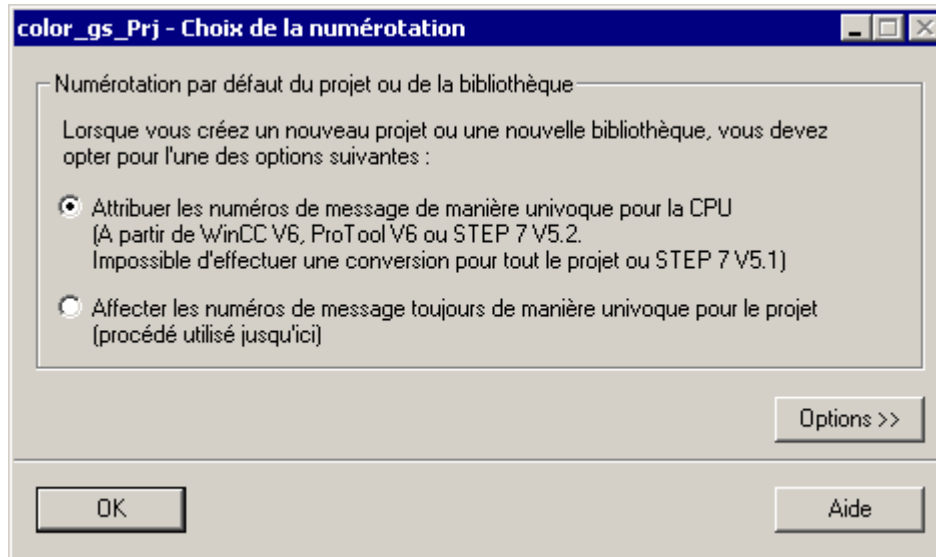 color_gs_Prj - Choix de la numérotation
Numérotation par défaut du projet ou de la bibliothèque
Lorsque vous créez un nouveau projet ou une nouvelle bibliothèque, vous devez
opter pour l'une des options suivantes :
Attribuer les numéros de message de manière univoque pour la CPU
(A partir de WinCC V6, ProTool V6 ou STEP 7 V5.2.
Impossible d'effectuer une conversion pour tout le projet ou STEP 7 V5.1)
Affecter les numéros de message toujours de manière univoque pour le projet
(procédé utilisé jusqu'ici)
Options >>
OK
Aide